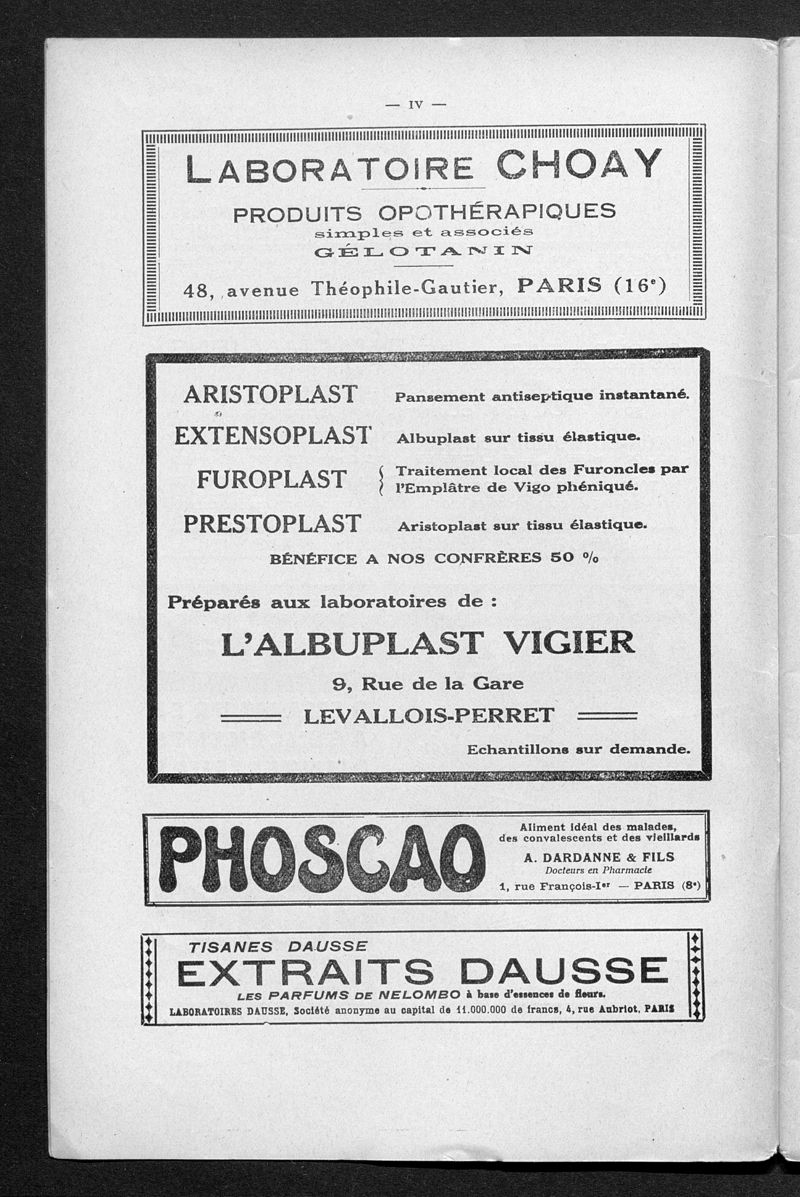 — IV —
LABORATOIRE CHOAY
PRODUITS OPOTHÉRAPIQUES
simples et associés
GÉLOTANIN
48, avenue Théophile-Gautier, PARIS (16e)
ARISTOPLAST Pansement antiseptique instantané.
EXTENSOPLAST Albuplast sur tissu élastique.
FUROPLAST { Traitement local des Furoncles par
l'Emplâtre de Vigo phéniqué.
PRESTOPLAST Aristoplast sur tissu élastique.
BÉNÉFICE A NOS CONFRÈRES 50 %
Préparés aux laboratoires de :
L'ALBUPLAST VIGIER
9, Rue de la Gare
LEVALLOIS-PERRET
Echantillons sur demande.
PHOSCAO
Aliment idéal des malades,
des convalescents et des vieillards
A. DARDANNE & FILS
Docteurs en Pharmacie
1, rue François-Ier — PARIS (8e)
TISANES DAUSSE
EXTRAITS DAUSSE
LES PARFUMS DE NELOMBO à base d'essences de fleurs.
LABORATOIRES DAUSSE, Société anonyme au capital de 11.000.000 de francs, 4, rue Aubriot, PARIS